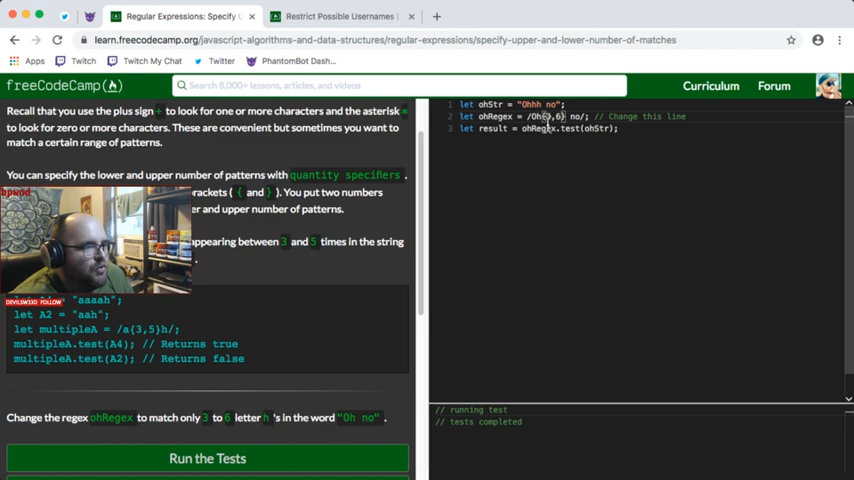 Regular Expressions: Specify U
Restrict Possible Usernames |
learn.freecodecamp.org/javascript-algorithms-and-data-structures/regular-expressions/specify-upper-and-lower-number-of-matches
Apps
Twitch
Twitch My Chat
Twitter
PhantomBot Dash...
freeCodeCamp
Search 8,000+ lessons, articles, and videos
Curriculum
Forum
Recall that you use the plus sign + to look for one or more characters and the asterisk *
to look for zero or more characters. These are convenient but sometimes you want to
match a certain range of patterns.
You can specify the lower and upper number of patterns with quantity specifiers .
brackets ( { and } ). You put two numbers
er and upper number of patterns.
appearing between 3 and 5 times in the string
.
DEVILSW33D FOLLOW
"aaaah";
let A2 = "aah";
let multipleA = /a{3,5}h/;
multipleA.test(A4); // Returns true
multipleA.test(A2); // Returns false
Change the regex ohRegex to match only 3 to 6 letter h 's in the word "Oh no" .
Run the Tests
1 let ohStr = "Ohhh no";
2 let ohRegex = /Oh{3,6} no/; // Change this line
3 let result = ohRegex.test(ohStr);
// running test
// tests completed